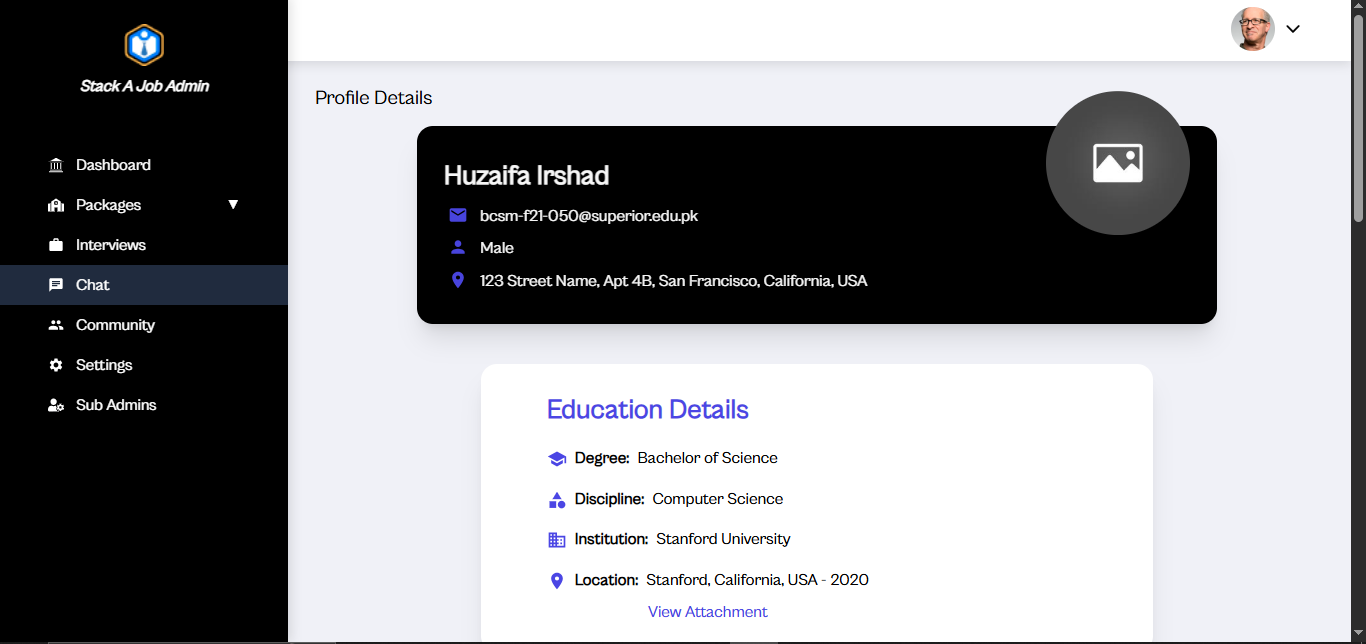 Stack A Job Admin
Dashboard
Packages
Interviews
Chat
Community
Settings
Sub Admins
Profile Details
Huzaifa Irshad
bcsm-f21-050@superior.edu.pk
Male
123 Street Name, Apt 4B, San Francisco, California, USA
Education Details
Degree: Bachelor of Science
Discipline: Computer Science
Institution: Stanford University
Location: Stanford, California, USA - 2020
View Attachment